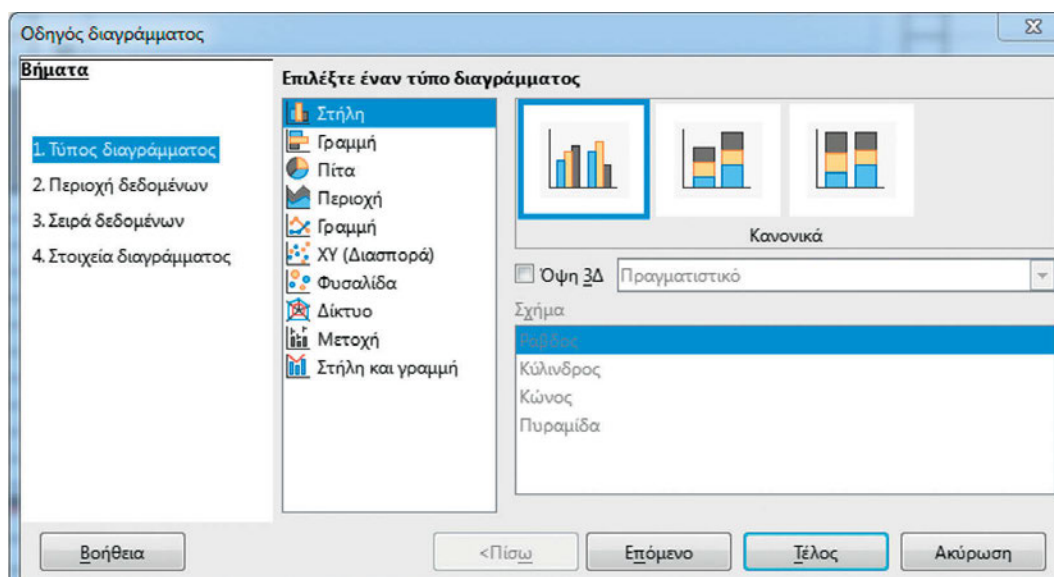 Οδηγός διαγράμματος
Βήματα
1. Τύπος διαγράμματος
2. Περιοχή δεδομένων
3. Σειρά δεδομένων
4. Στοιχεία διαγράμματος
Επιλέξτε έναν τύπο διαγράμματος
Στήλη
Γραμμή
Πίτα
Περιοχή
Γραμμή
XY (Διασπορά)
Φυσαλίδα
Δίκτυο
Μετοχή
Στήλη και γραμμή
Κανονικά
Όψη 3Δ Πραγματιστικό
Σχήμα
Ράβδος
Κύλινδρος
Κώνος
Πυραμίδα
Βοήθεια <Πίσω Επόμενο Τέλος Ακύρωση